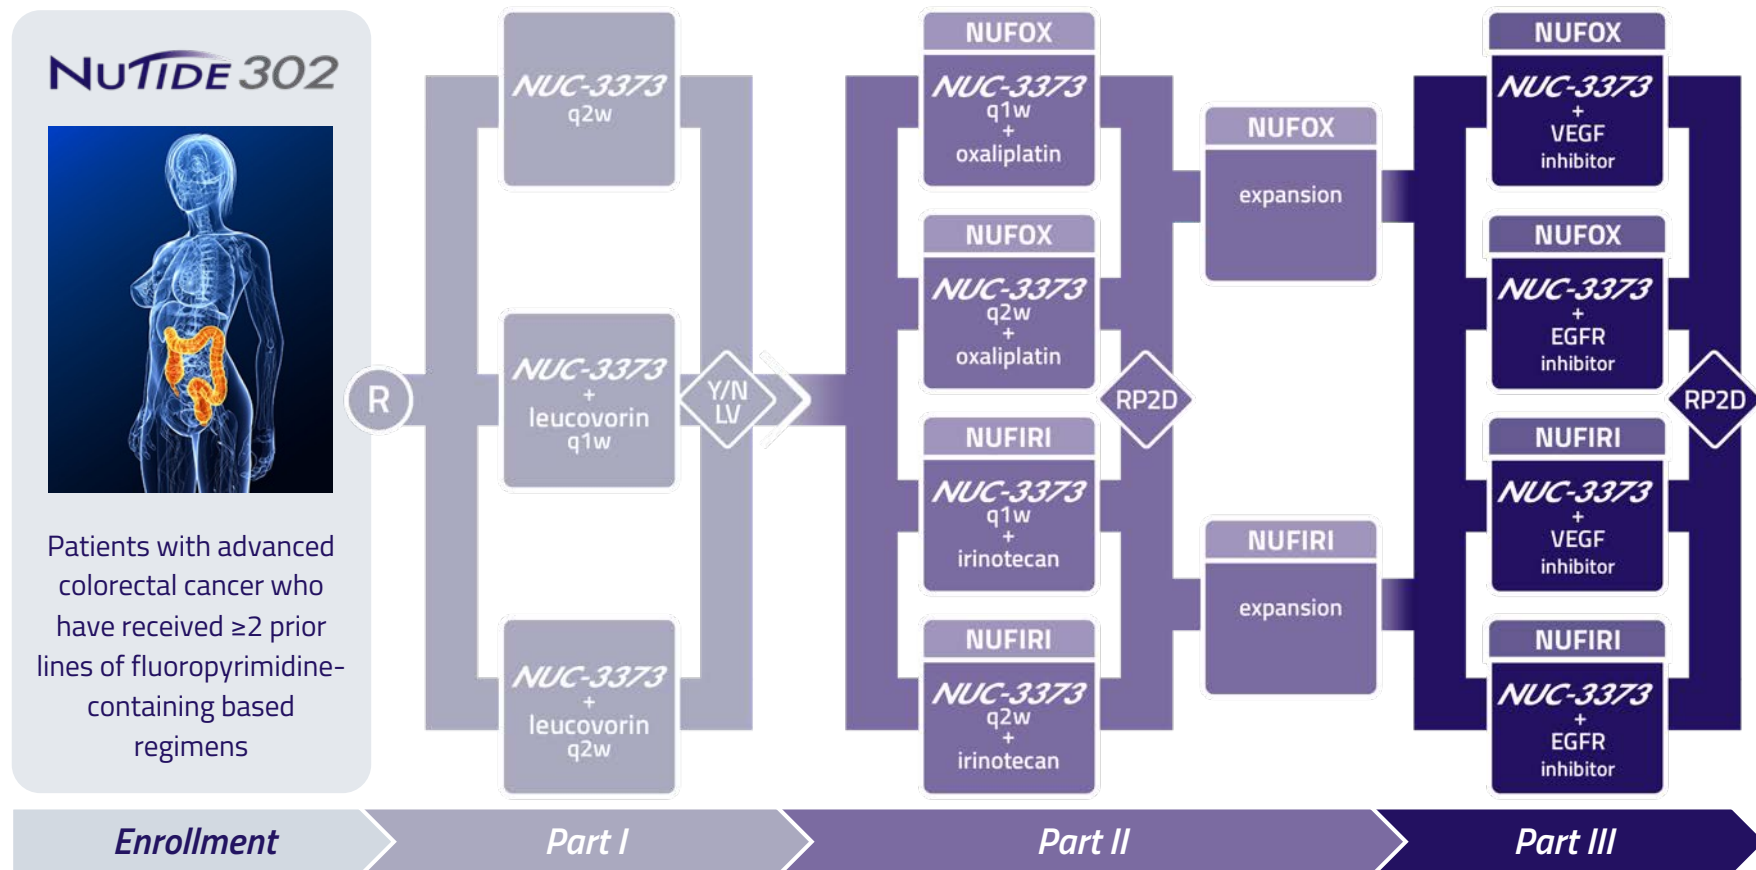 NUTIDE 302
Patients with advanced
colorectal cancer who
have received ≥2 prior
lines of fluoropyrimidine-
containing based
regimens
R
NUC-3373
q2w
NUC-3373
+
leucovorin
q1w
NUC-3373
+
leucovorin
q2w
Y/N
LV
NUFOX
NUC-3373
q1w
+
oxaliplatin
NUFOX
NUC-3373
q2w
+
oxaliplatin
NUFIRI
NUC-3373
q1w
+
irinotecan
NUFIRI
NUC-3373
q2w
+
irinotecan
RP2D
NUFOX
expansion
NUFIRI
expansion
NUFOX
NUC-3373
+
VEGF
inhibitor
NUFOX
NUC-3373
+
EGFR
inhibitor
NUFIRI
NUC-3373
+
VEGF
inhibitor
NUFIRI
NUC-3373
+
EGFR
inhibitor
RP2D
Enrollment
Part I
Part II
Part III